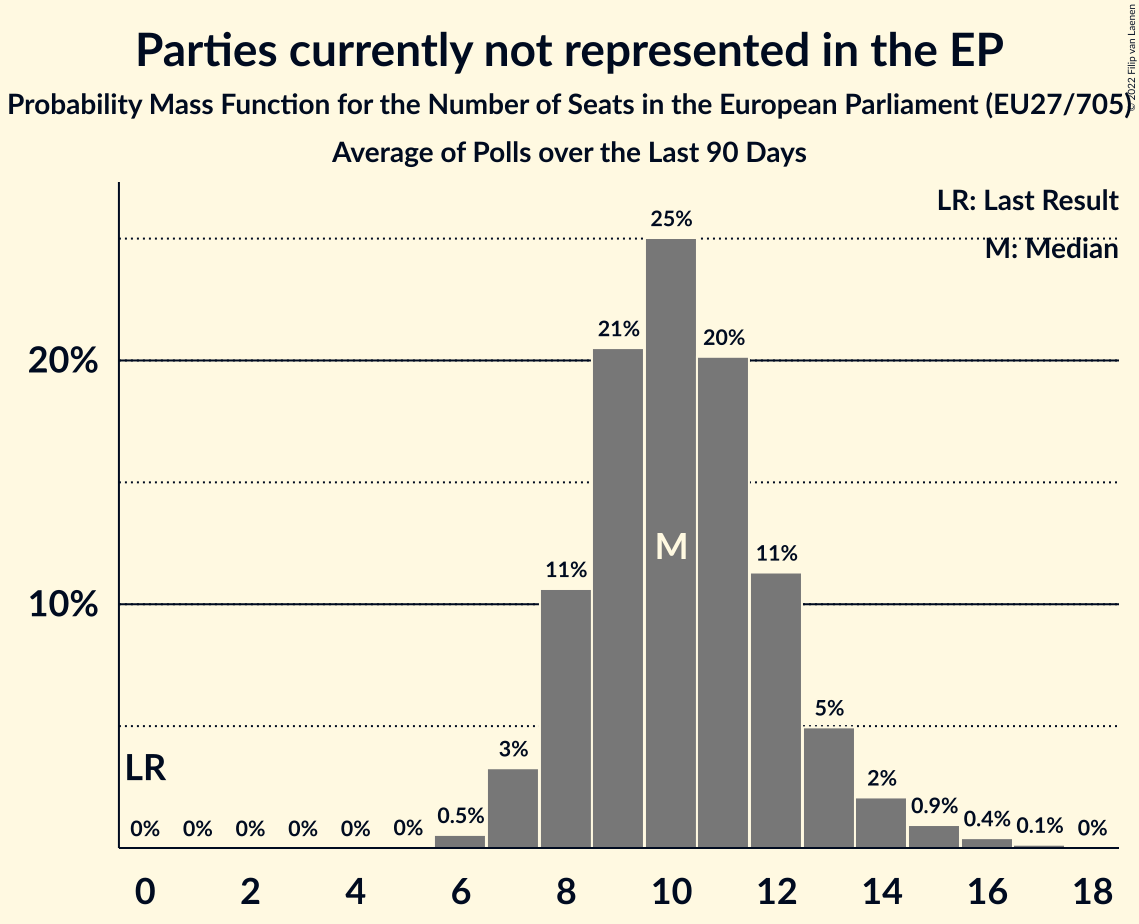 Parties currently not represented in the EP
Probability Mass Function for the Number of Seats in the European Parliament (EU27/705)
Average of Polls over the Last 90 Days
© 2022 Filip van Laenen
LR: Last Result
M: Median
20%
10%
LR
0% 0% 0% 0% 0% 0% 0.5% 3% 11% 21% 25% 20% 11% 5% 2% 0.9% 0.4% 0.1% 0%
M
0 2 4 6 8 10 12 14 16 18